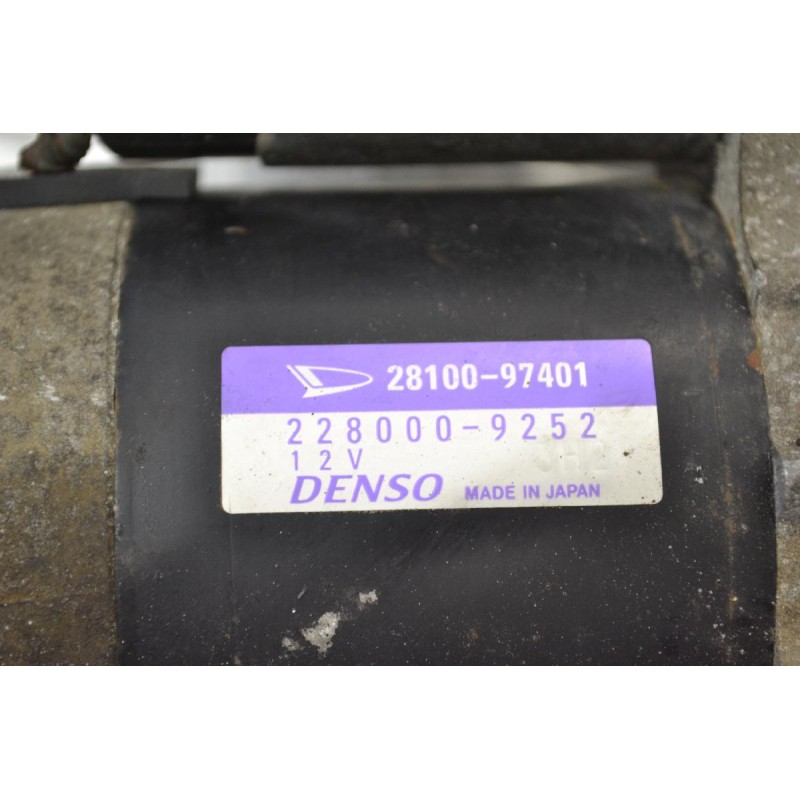 28100-97401
228000-9252
12V
DENSO MADE IN JAPAN